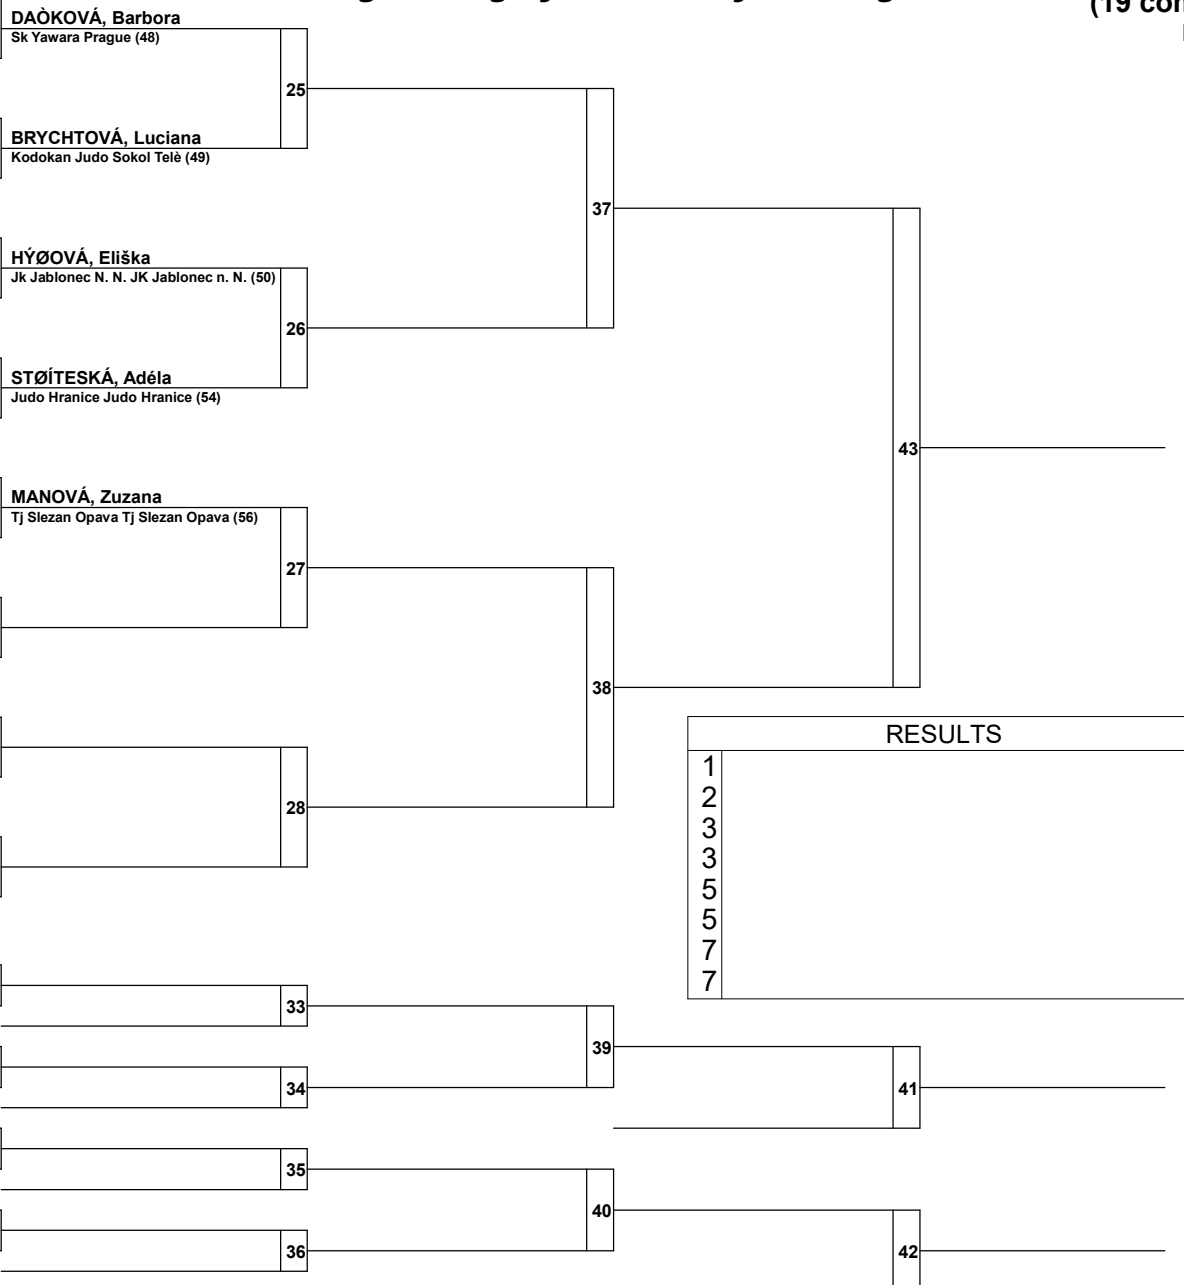 (19 con
DAÒKOVÁ, Barbora
Sk Yawara Prague (48)
25
BRYCHTOVÁ, Luciana
Kodokan Judo Sokol Telè (49)
37
HÝØOVÁ, Eliška
Jk Jablonec N. N. JK Jablonec n. N. (50)
26
STØÍTESKÁ, Adéla
Judo Hranice Judo Hranice (54)
43
MANOVÁ, Zuzana
Tj Slezan Opava Tj Slezan Opava (56)
27
38
RESULTS
1
2
3
3
5
5
7
7
28
33
39
34
41
35
40
36
42